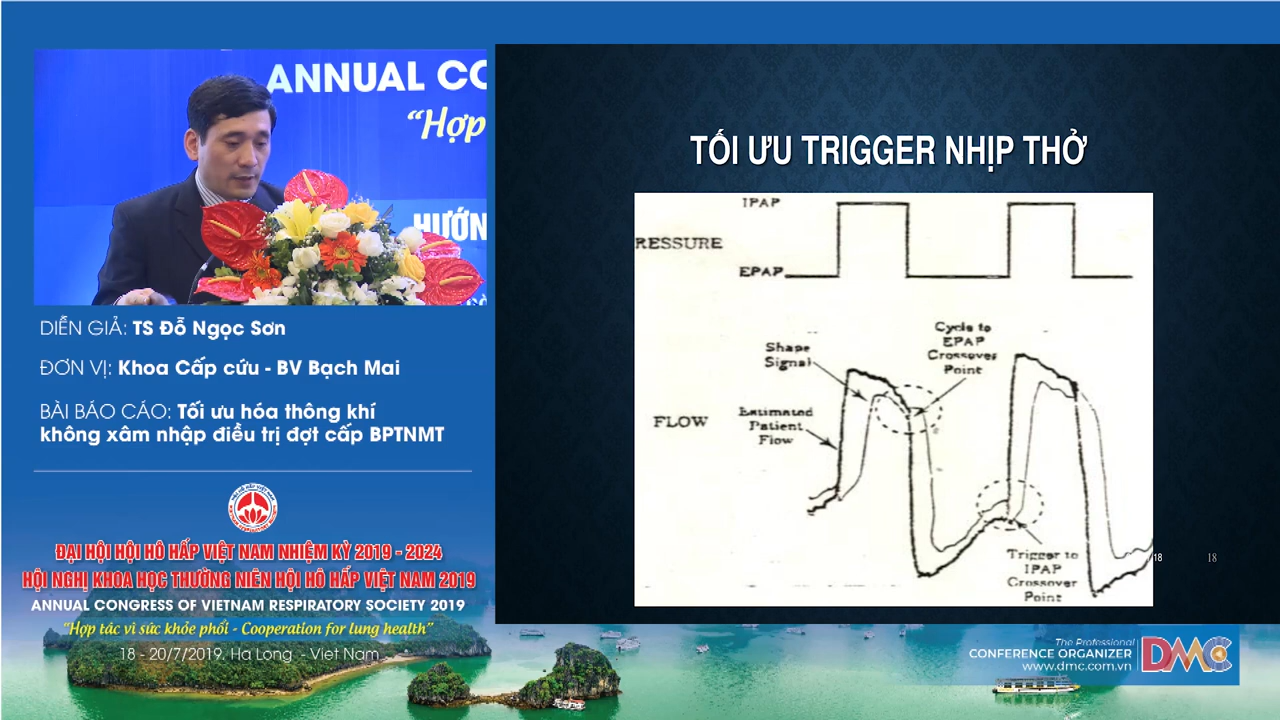 ANNUAL CO
“Hợp
HƯỚN
DIỄN GIẢ: TS Đỗ Ngọc Sơn
ĐƠN VỊ: Khoa Cấp cứu - BV Bạch Mai
BÀI BÁO CÁO: Tối ưu hóa thông khí
không xâm nhập điều trị đợt cấp BPTNMT
ĐẠI HỘI HỘI HÔ HẤP VIỆT NAM NHIỆM KỲ 2019 - 2024
HỘI NGHỊ KHOA HỌC THƯỜNG NIÊN HỘI HÔ HẤP VIỆT NAM 2019
ANNUAL CONGRESS OF VIETNAM RESPIRATORY SOCIETY 2019
“Hợp tác vì sức khỏe phổi - Cooperation for lung health”
18 - 20/7/2019. Ha Long - Viet Nam
TỐI ƯU TRIGGER NHỊP THỞ
IPAP
RESSURE
EPAP
Cycle to
EPAP
Crossover
Point
Shape
Signal
FLOW
Estimated
Patient
Flow
Trigger to
IPAP
Crossover
Point
18
18
The Professional
CONFERENCE ORGANIZER
www.dmc.com.vn
DMC